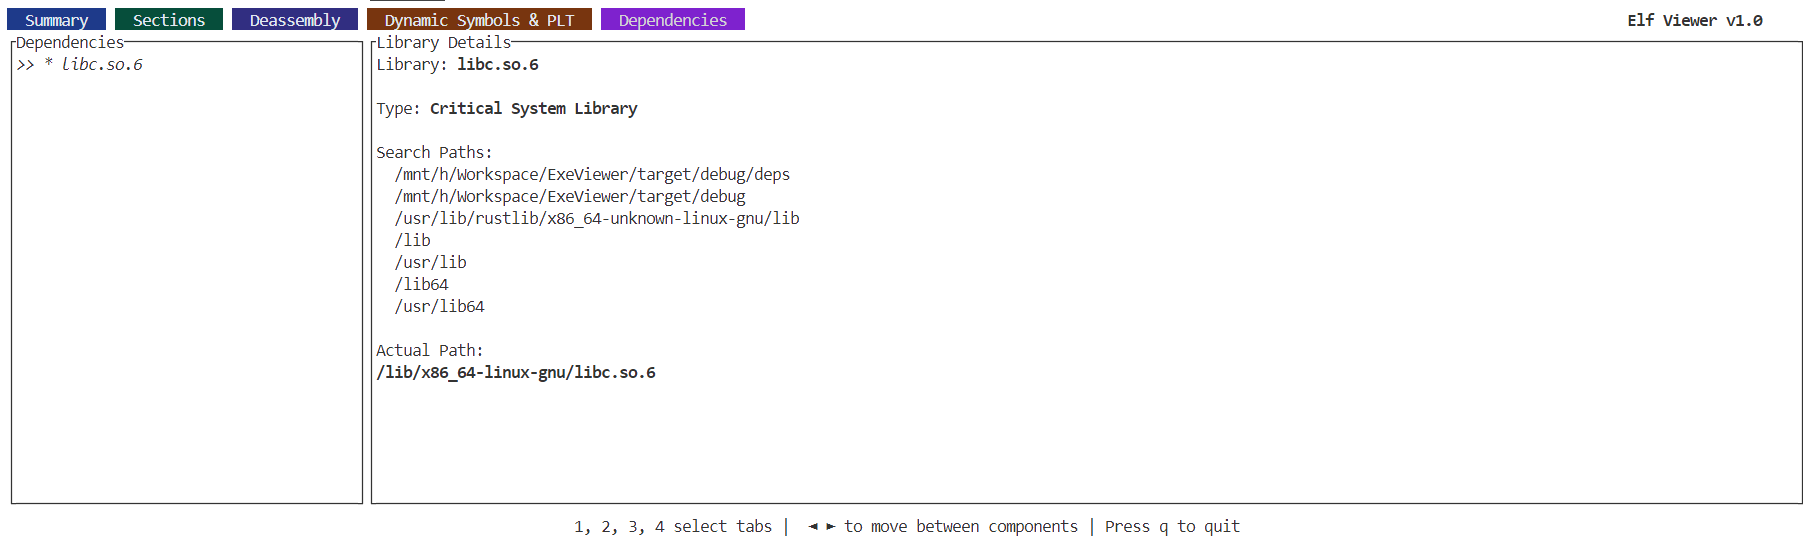 Summary Sections Deassembly Dynamic Symbols & PLT Dependencies Elf Viewer v1.0
Dependencies
>> * libc.so.6
Library Details
Library: libc.so.6
Type: Critical System Library
Search Paths:
/mnt/h/Workspace/ExeViewer/target/debug/deps
/mnt/h/Workspace/ExeViewer/target/debug
/usr/lib/rustlib/x86_64-unknown-linux-gnu/lib
/lib
/usr/lib
/lib64
/usr/lib64
Actual Path:
/lib/x86_64-linux-gnu/libc.so.6
1, 2, 3, 4 select tabs | ◄ ► to move between components | Press q to quit